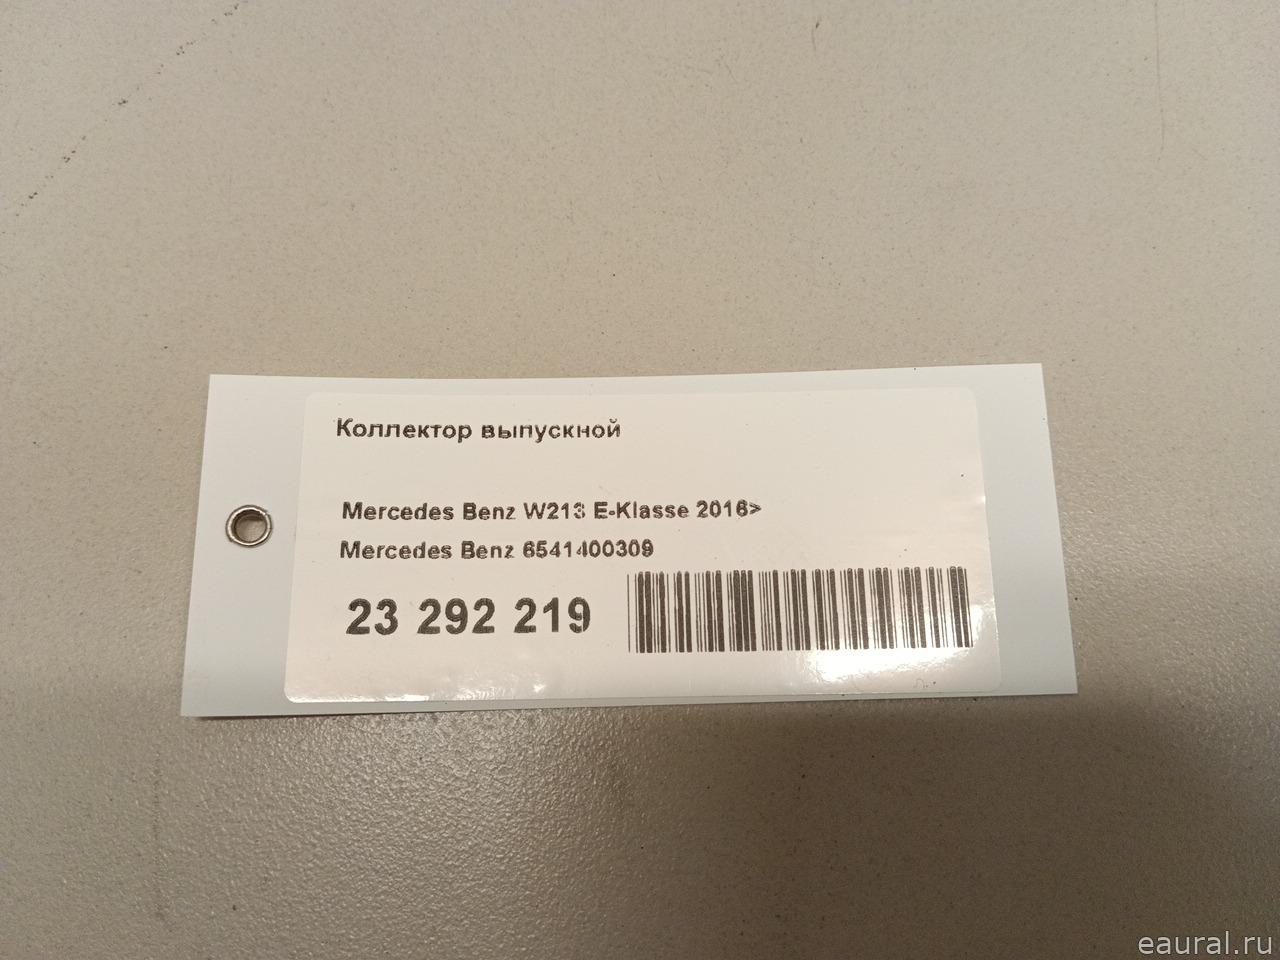 Коллектор выпускной
Mercedes Benz W213 E-Klasse 2016>
Mercedes Benz 6541400309
23 292 219
eaural.ru